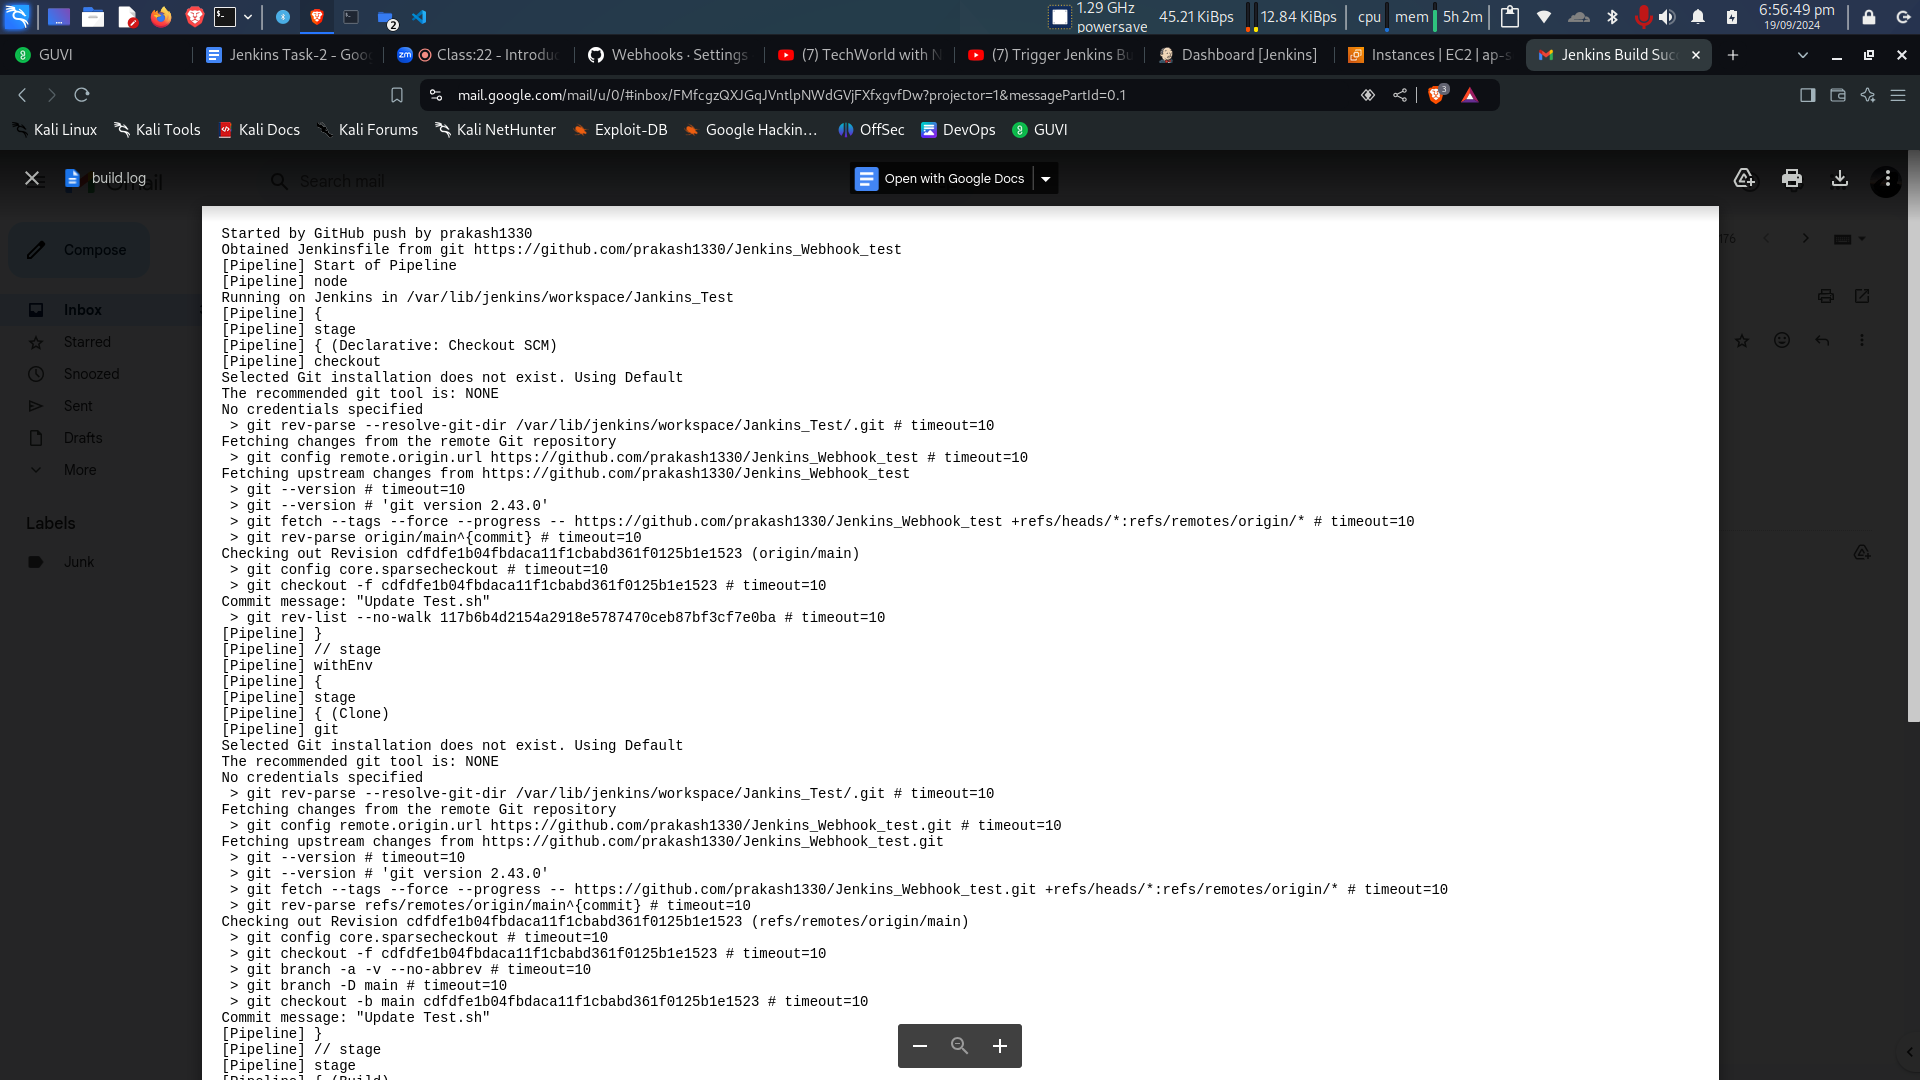 1.29 GHz
powersave
45.21 KiBps
12.84 KiBps
cpu
mem
5h 2m
6:56:49 pm
19/09/2024
2
GUVI
Jenkins Task-2 - Goo
Class:22 - Introdu
Webhooks · Settings
(7) TechWorld with N
(7) Trigger Jenkins Bu
Dashboard [Jenkins]
Instances | EC2 | ap-s
Jenkins Build Suc
mail.google.com/mail/u/0/#inbox/FMfcgzQXJGqJVntlpNWdGVjFXfxgvfDw?projector=1&messagePartId=0.1
3
Kali Linux
Kali Tools
Kali Docs
Kali Forums
Kali NetHunter
Exploit-DB
Google Hackin…
OffSec
DevOps
GUVI
build.log
Gmail
Search mail
Open with Google Docs
Compose
Inbox
Starred
Snoozed
Sent
Drafts
More
Labels
Junk
Started by GitHub push by prakash1330
Obtained Jenkinsfile from git https://github.com/prakash1330/Jenkins_Webhook_test
[Pipeline] Start of Pipeline
[Pipeline] node
Running on Jenkins in /var/lib/jenkins/workspace/Jankins_Test
[Pipeline] {
[Pipeline] stage
[Pipeline] { (Declarative: Checkout SCM)
[Pipeline] checkout
Selected Git installation does not exist. Using Default
The recommended git tool is: NONE
No credentials specified
 > git rev-parse --resolve-git-dir /var/lib/jenkins/workspace/Jankins_Test/.git # timeout=10
Fetching changes from the remote Git repository
 > git config remote.origin.url https://github.com/prakash1330/Jenkins_Webhook_test # timeout=10
Fetching upstream changes from https://github.com/prakash1330/Jenkins_Webhook_test
 > git --version # timeout=10
 > git --version # 'git version 2.43.0'
 > git fetch --tags --force --progress -- https://github.com/prakash1330/Jenkins_Webhook_test +refs/heads/*:refs/remotes/origin/* # timeout=10
 > git rev-parse origin/main^{commit} # timeout=10
Checking out Revision cdfdfe1b04fbdaca11f1cbabd361f0125b1e1523 (origin/main)
 > git config core.sparsecheckout # timeout=10
 > git checkout -f cdfdfe1b04fbdaca11f1cbabd361f0125b1e1523 # timeout=10
Commit message: "Update Test.sh"
 > git rev-list --no-walk 117b6b4d2154a2918e5787470ceb87bf3cf7e0ba # timeout=10
[Pipeline] }
[Pipeline] // stage
[Pipeline] withEnv
[Pipeline] {
[Pipeline] stage
[Pipeline] { (Clone)
[Pipeline] git
Selected Git installation does not exist. Using Default
The recommended git tool is: NONE
No credentials specified
 > git rev-parse --resolve-git-dir /var/lib/jenkins/workspace/Jankins_Test/.git # timeout=10
Fetching changes from the remote Git repository
 > git config remote.origin.url https://github.com/prakash1330/Jenkins_Webhook_test.git # timeout=10
Fetching upstream changes from https://github.com/prakash1330/Jenkins_Webhook_test.git
 > git --version # timeout=10
 > git --version # 'git version 2.43.0'
 > git fetch --tags --force --progress -- https://github.com/prakash1330/Jenkins_Webhook_test.git +refs/heads/*:refs/remotes/origin/* # timeout=10
 > git rev-parse refs/remotes/origin/main^{commit} # timeout=10
Checking out Revision cdfdfe1b04fbdaca11f1cbabd361f0125b1e1523 (refs/remotes/origin/main)
 > git config core.sparsecheckout # timeout=10
 > git checkout -f cdfdfe1b04fbdaca11f1cbabd361f0125b1e1523 # timeout=10
 > git branch -a -v --no-abbrev # timeout=10
 > git branch -D main # timeout=10
 > git checkout -b main cdfdfe1b04fbdaca11f1cbabd361f0125b1e1523 # timeout=10
Commit message: "Update Test.sh"
[Pipeline] }
[Pipeline] // stage
[Pipeline] stage
[Pipeline] { (Build)